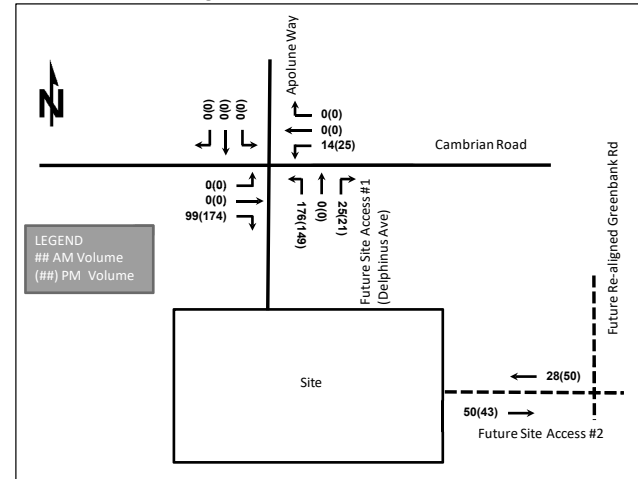 Apolune Way
N
0(0)
0(0)
0(0)
0(0)
0(0)
14(25)
Cambrian Road
0(0)
0(0)
99(174)
176(149)
0(0)
25(21)
Future Site Access #1
(Delphinus Ave)
Future Re-aligned Greenbank Rd
LEGEND
## AM Volume
(##) PM Volume
Site
28(50)
50(43)
Future Site Access #2